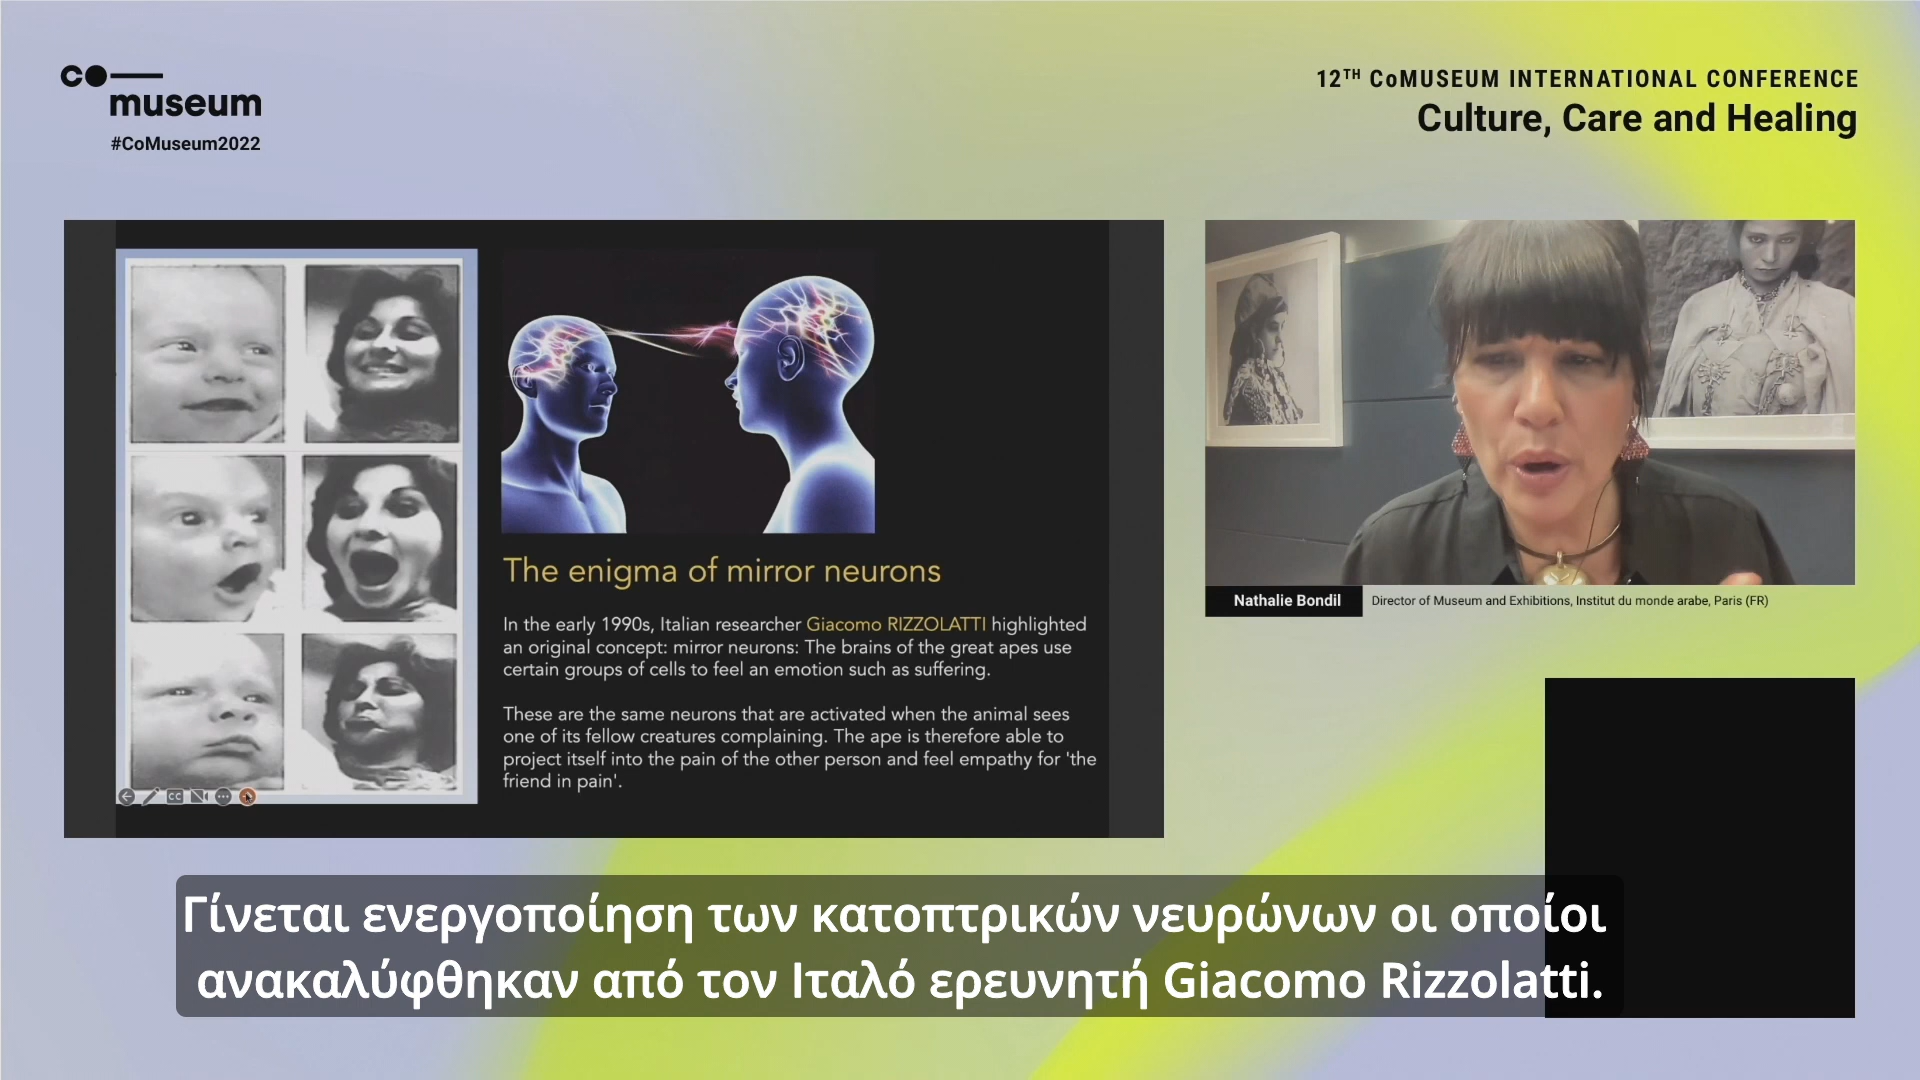 co
museum
#CoMuseum2022
12TH CoMUSEUM INTERNATIONAL CONFERENCE
Culture, Care and Healing
The enigma of mirror neurons
In the early 1990s, Italian researcher Giacomo RIZZOLATTI highlighted
an original concept: mirror neurons: The brains of the great apes use
certain groups of cells to feel an emotion such as suffering.
These are the same neurons that are activated when the animal sees
one of its fellow creatures complaining. The ape is therefore able to
project itself into the pain of the other person and feel empathy for 'the
friend in pain'.
CC
Nathalie Bondil
Director of Museum and Exhibitions, Institut du monde arabe, Paris (FR)
Γίνεται ενεργοποίηση των κατοπτρικών νευρώνων οι οποίοι
ανακαλύφθηκαν από τον Ιταλό ερευνητή Giacomo Rizzolatti.